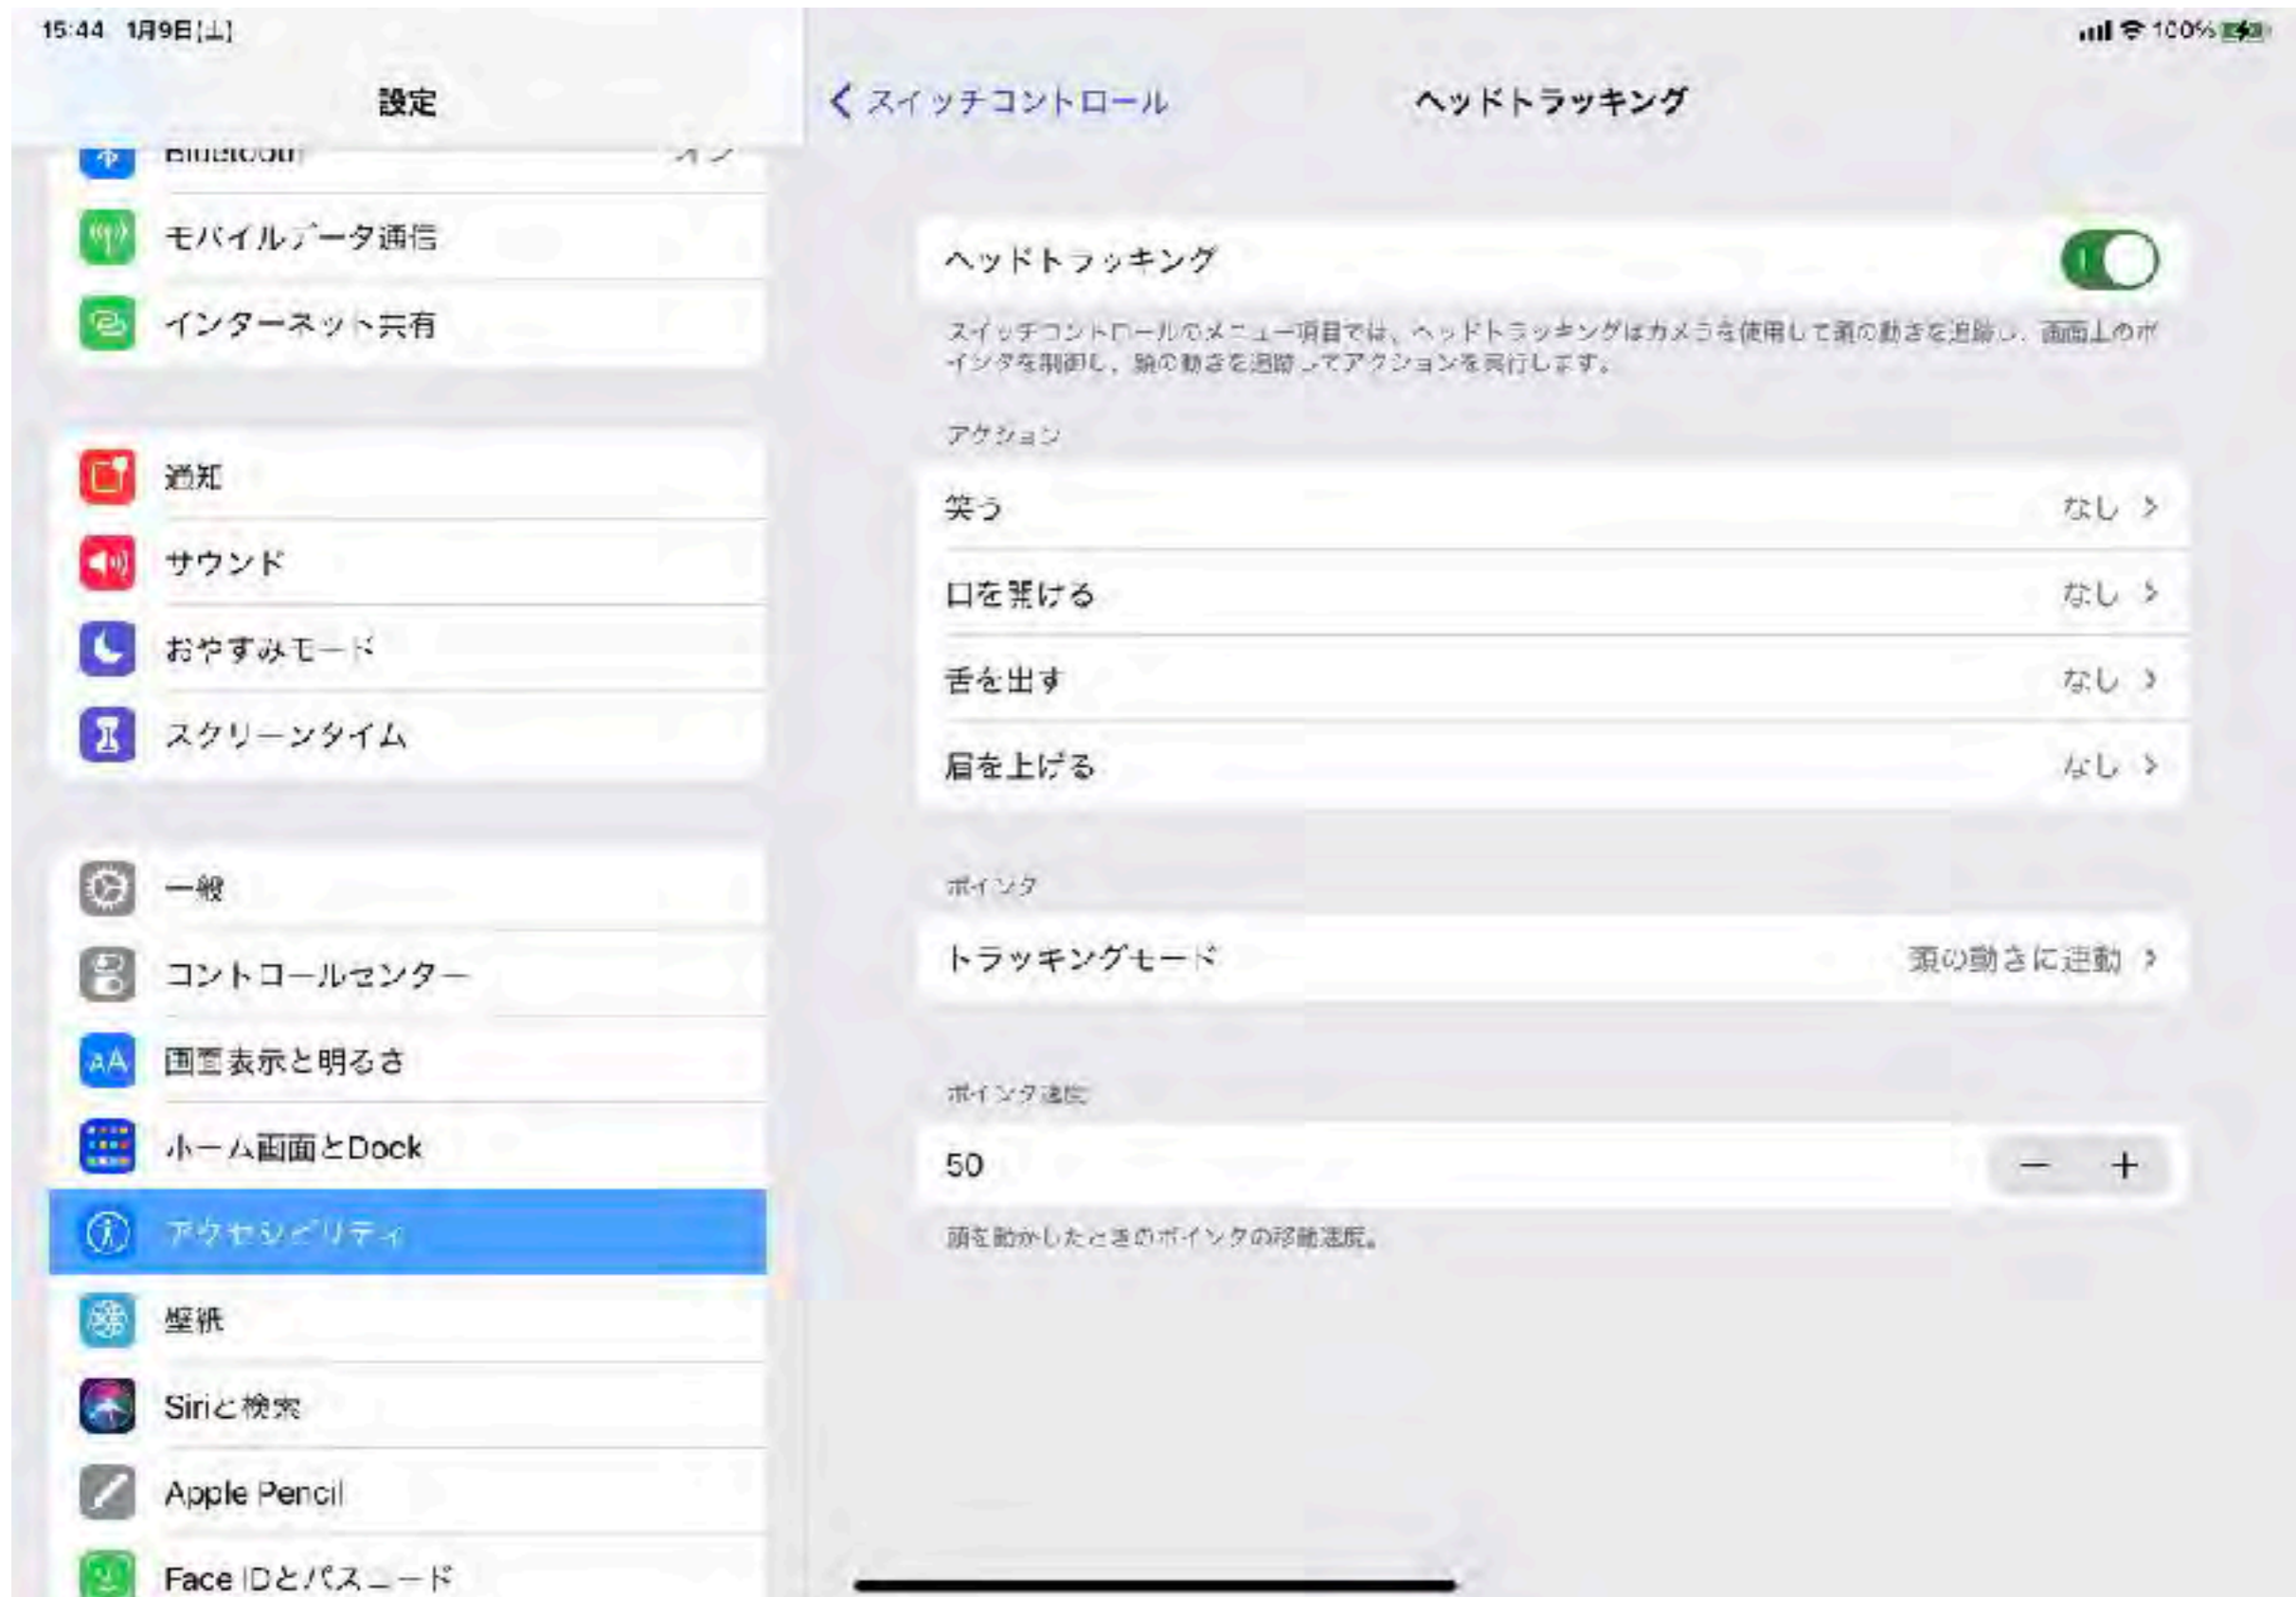 15:44 1月9日(土)
100%
設定
Bluetooth オフ
モバイルデータ通信
インターネット共有
通知
サウンド
おやすみモード
スクリーンタイム
一般
コントロールセンター
画面表示と明るさ
ホーム画面とDock
アクセシビリティ
壁紙
Siriと検索
Apple Pencil
Face IDとパスコード
スイッチコントロール
ヘッドトラッキング
ヘッドトラッキング
スイッチコントロールのメニュー項目では、ヘッドトラッキングはカメラを使用して頭の動きを追跡し、画面上のポ
インタを制御し、頭の動きを追跡してアクションを実行します。
アクション
笑う なし
口を開ける なし
舌を出す なし
眉を上げる なし
ポインタ
トラッキングモード 頭の動きに連動
ポインタ速度
50 − +
頭を動かしたときのポインタの移動速度。